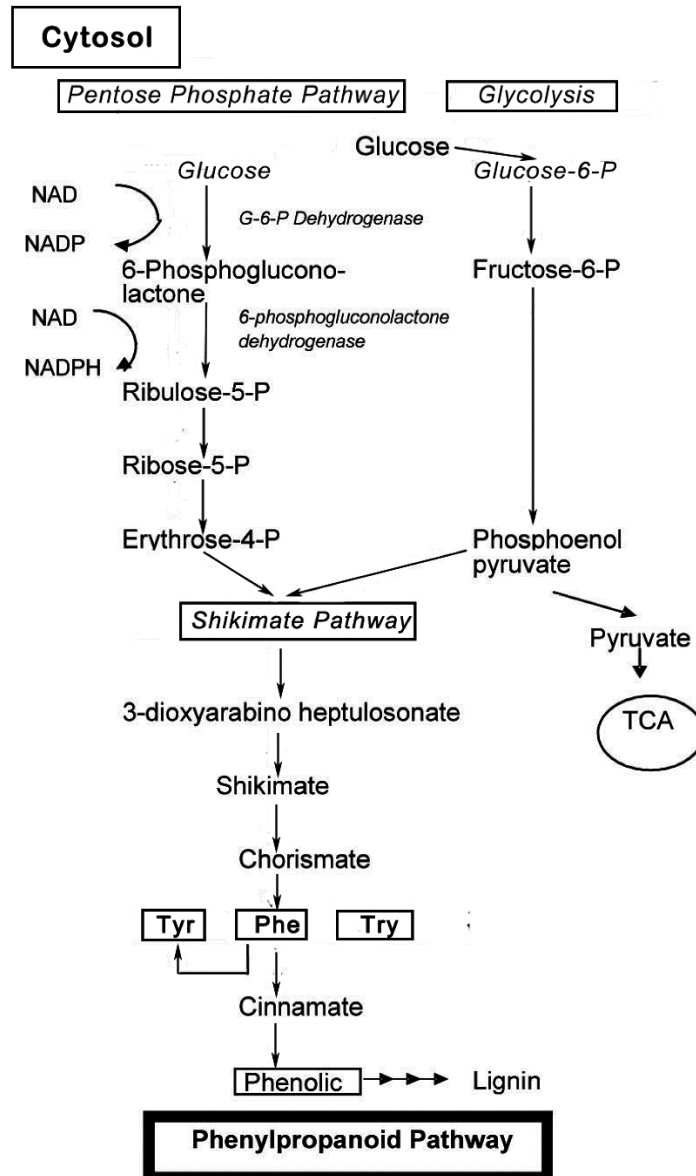 Cytosol
Pentose Phosphate Pathway
Glycolysis
Glucose
Glucose
Glucose-6-P
NAD
G-6-P Dehydrogenase
NADP
6-Phosphoglucono-
lactone
Fructose-6-P
NAD
6-phosphogluconolactone
dehydrogenase
NADPH
Ribulose-5-P
Ribose-5-P
Erythrose-4-P
Phosphoenol
pyruvate
Shikimate Pathway
Pyruvate
3-dioxyarabino heptulosonate
TCA
Shikimate
Chorismate
Tyr
Phe
Try
Cinnamate
Phenolic
Lignin
Phenylpropanoid Pathway